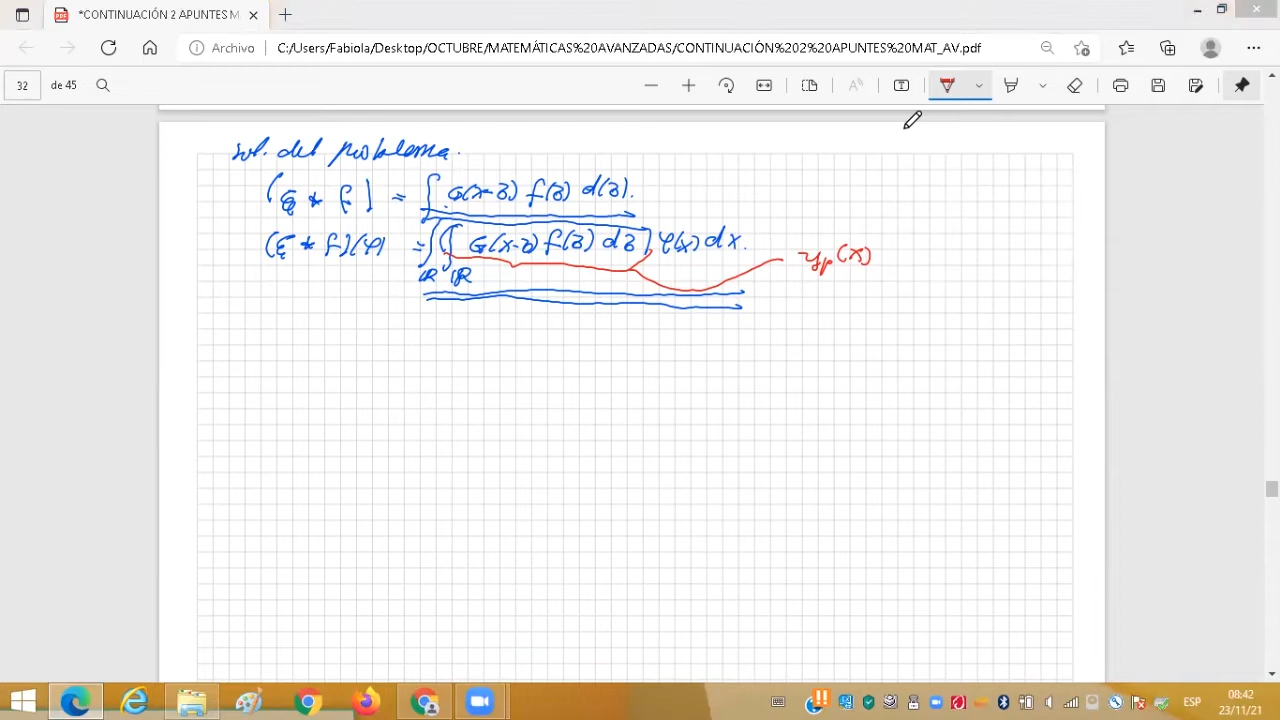 *CONTINUACIÓN 2 APUNTES M
Archivo
C:/Users/Fabiola/Desktop/OCTUBRE/MATEMÁTICAS%20AVANZADAS/CONTINUACIÓN%202%20APUNTES%20MAT_AV.pdf
32 de 45
sol. del problema.
(E * f) = ∫ G(x-z) f(z) d(z).
(E * f)(φ) = ∫ ( ∫ G(x-z) f(z) dz ) φ(x) dx. yp(x)
ℝ ℝ
ESP
08:42
23/11/21